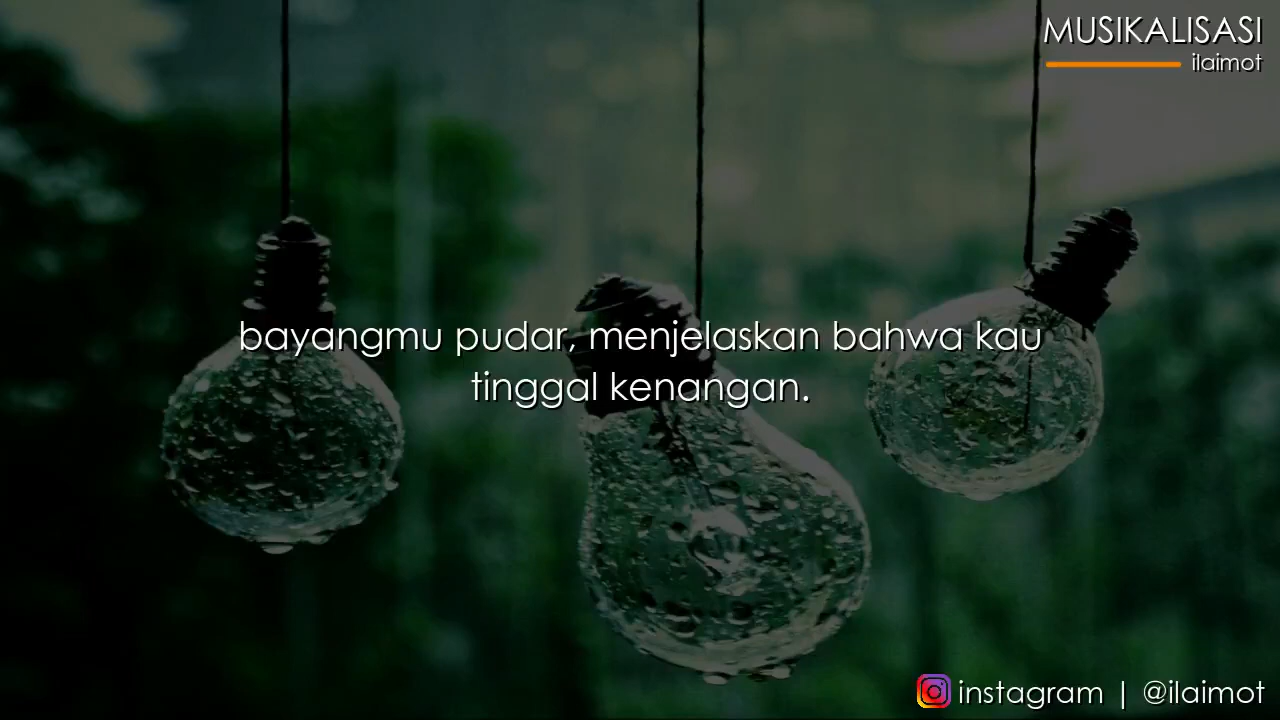 MUSIKALISASI
ilaimot
bayangmu pudar, menjelaskan bahwa kau
tinggal kenangan.
instagram | @ilaimot